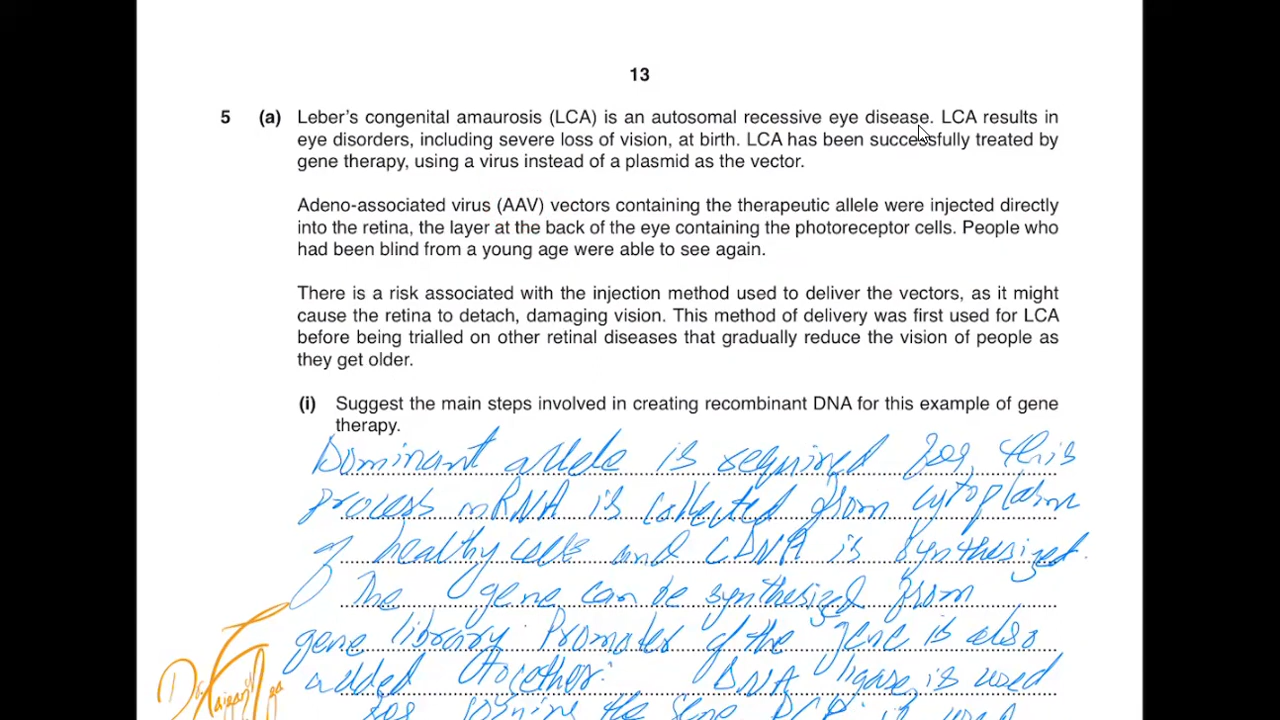 13
5 (a) Leber's congenital amaurosis (LCA) is an autosomal recessive eye disease. LCA results in
eye disorders, including severe loss of vision, at birth. LCA has been successfully treated by
gene therapy, using a virus instead of a plasmid as the vector.
Adeno-associated virus (AAV) vectors containing the therapeutic allele were injected directly
into the retina, the layer at the back of the eye containing the photoreceptor cells. People who
had been blind from a young age were able to see again.
There is a risk associated with the injection method used to deliver the vectors, as it might
cause the retina to detach, damaging vision. This method of delivery was first used for LCA
before being trialled on other retinal diseases that gradually reduce the vision of people as
they get older.
(i) Suggest the main steps involved in creating recombinant DNA for this example of gene
therapy.
Dominant allele is required for this
process mRNA is collected from cytoplasm
of healthy cells and cDNA is synthesized.
The gene can be synthesized from
gene library. Promoter of the gene is also
added together. DNA ligase is used
for joining the gene PCR is used